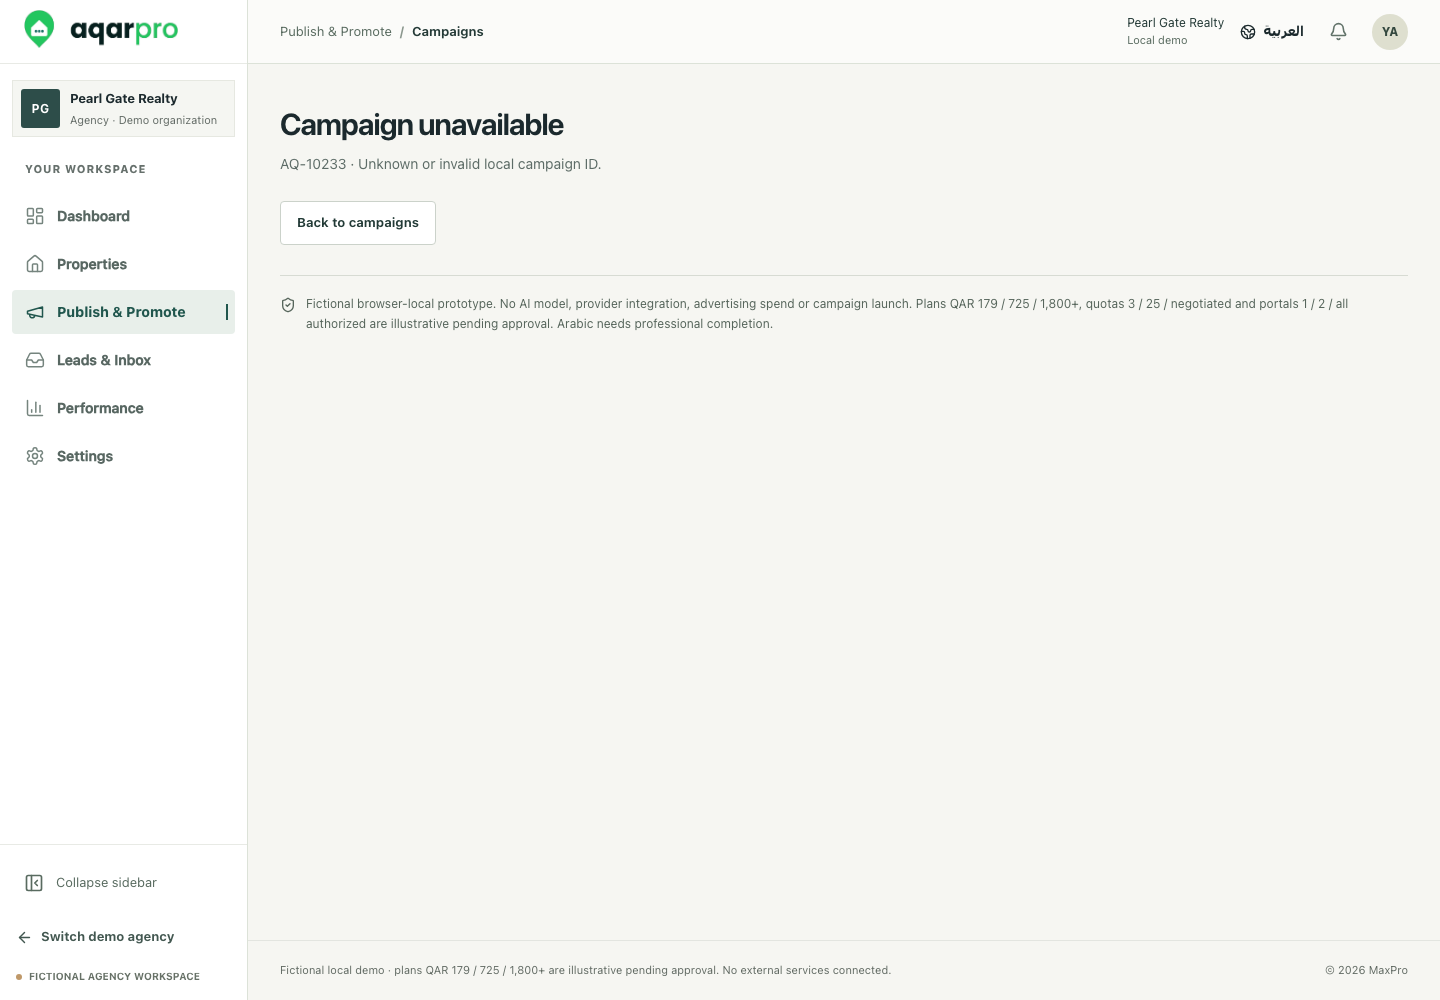 aqarpro
Publish & Promote / Campaigns
Pearl Gate Realty
Local demo
العربية
YA
PG
Pearl Gate Realty
Agency · Demo organization
YOUR WORKSPACE
Dashboard
Properties
Publish & Promote
Leads & Inbox
Performance
Settings
Collapse sidebar
Switch demo agency
FICTIONAL AGENCY WORKSPACE
Campaign unavailable
AQ-10233 · Unknown or invalid local campaign ID.
Back to campaigns
Fictional browser-local prototype. No AI model, provider integration, advertising spend or campaign launch. Plans QAR 179 / 725 / 1,800+, quotas 3 / 25 / negotiated and portals 1 / 2 / all
authorized are illustrative pending approval. Arabic needs professional completion.
Fictional local demo · plans QAR 179 / 725 / 1,800+ are illustrative pending approval. No external services connected.
© 2026 MaxPro